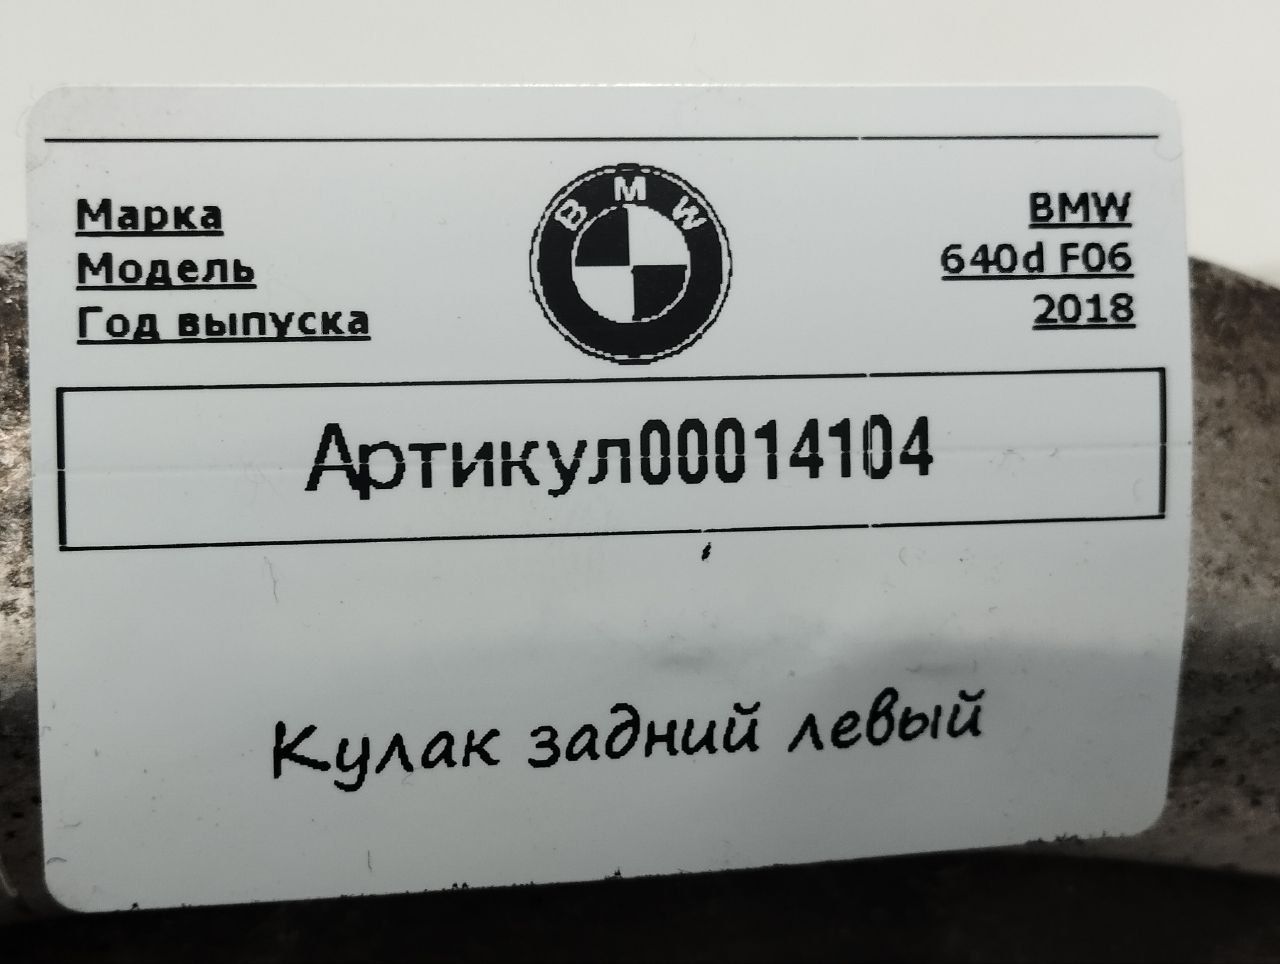 Марка BMW
Модель 640d F06
Год выпуска 2018
BMW
Артикул00014104
Кулак задний левый